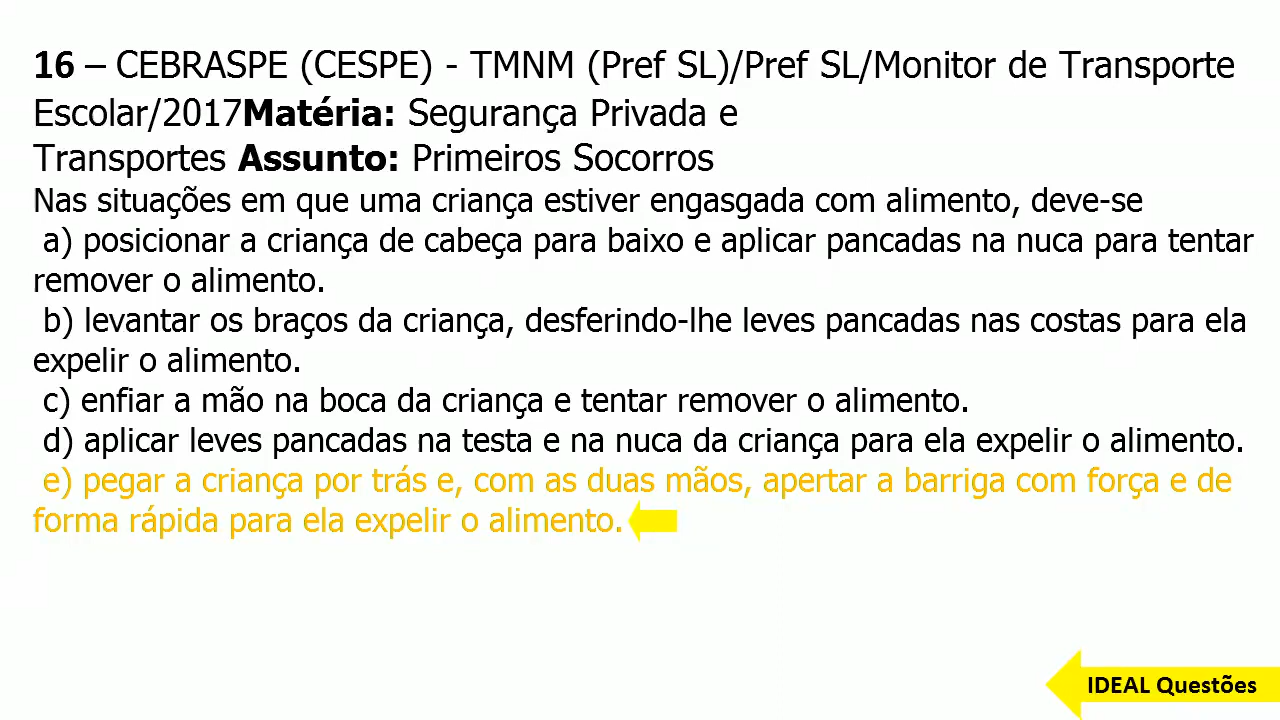 16 – CEBRASPE (CESPE) - TMNM (Pref SL)/Pref SL/Monitor de Transporte
Escolar/2017Matéria: Segurança Privada e
Transportes Assunto: Primeiros Socorros
Nas situações em que uma criança estiver engasgada com alimento, deve-se
a) posicionar a criança de cabeça para baixo e aplicar pancadas na nuca para tentar
remover o alimento.
b) levantar os braços da criança, desferindo-lhe leves pancadas nas costas para ela
expelir o alimento.
c) enfiar a mão na boca da criança e tentar remover o alimento.
d) aplicar leves pancadas na testa e na nuca da criança para ela expelir o alimento.
e) pegar a criança por trás e, com as duas mãos, apertar a barriga com força e de
forma rápida para ela expelir o alimento.
IDEAL Questões